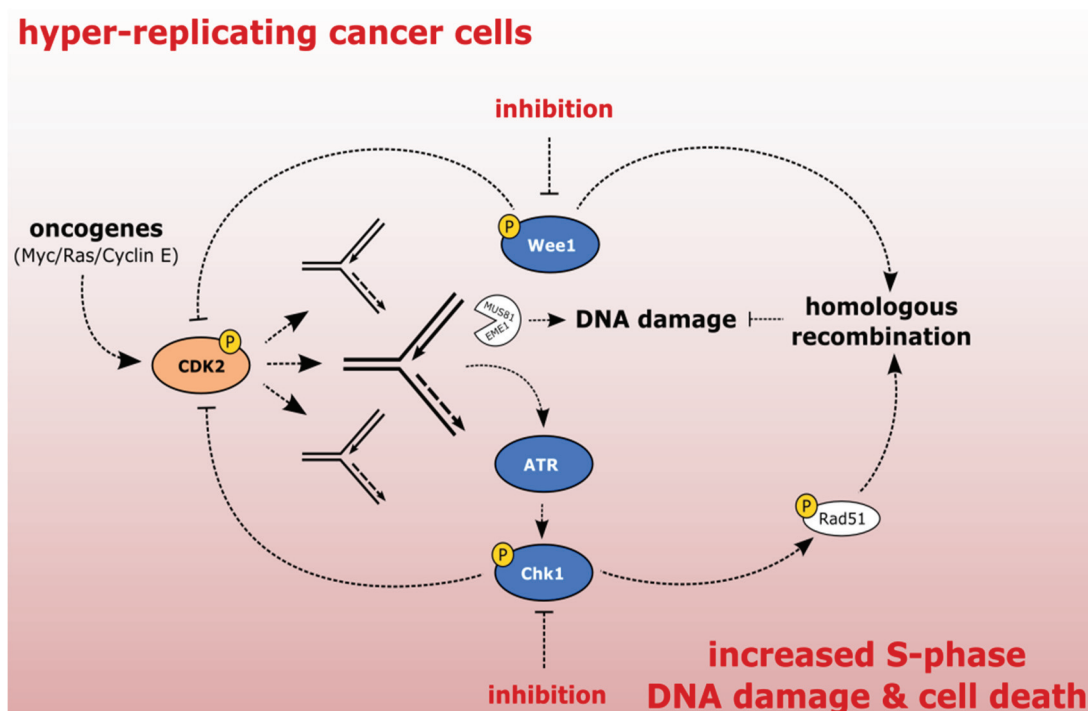 hyper-replicating cancer cells
inhibition
oncogenes
(Myc/Ras/Cyclin E)
P
Wee1
MUS81
EME1
DNA damage
homologous
recombination
P
CDK2
ATR
P
Rad51
P
Chk1
inhibition
increased S-phase
DNA damage & cell death